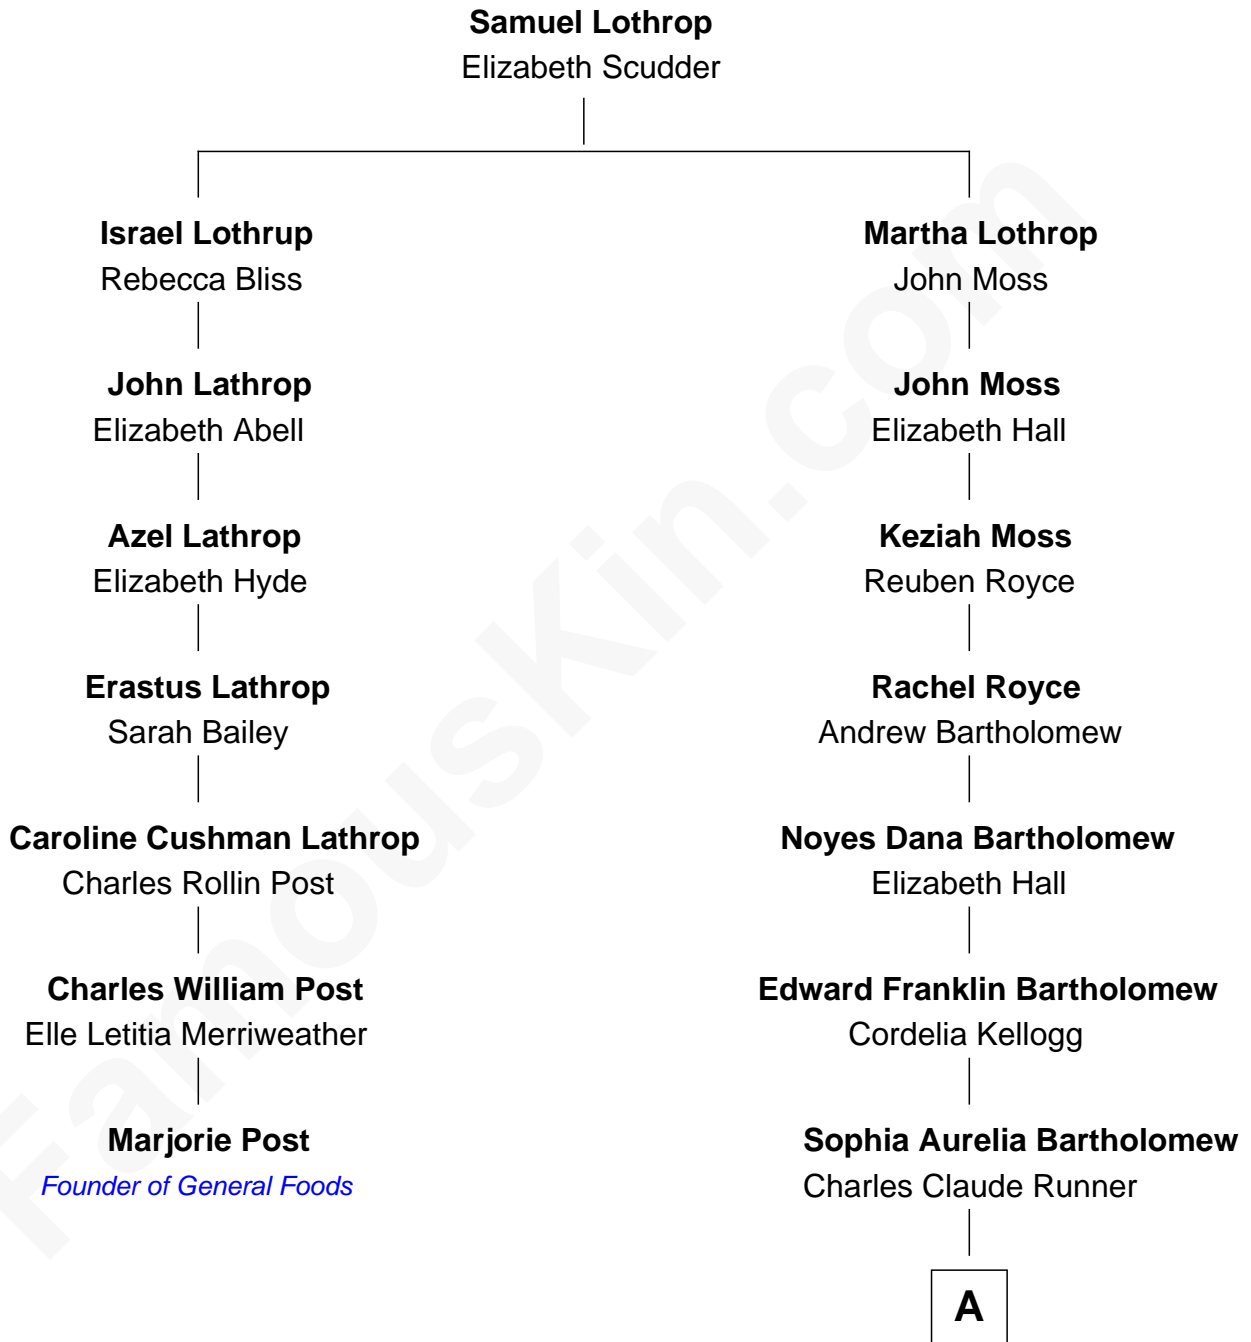 Samuel Lothrop
Elizabeth Scudder
Israel Lothrup
Rebecca Bliss
Martha Lothrop
John Moss
John Lathrop
Elizabeth Abell
John Moss
Elizabeth Hall
Azel Lathrop
Elizabeth Hyde
Keziah Moss
Reuben Royce
Erastus Lathrop
Sarah Bailey
Rachel Royce
Andrew Bartholomew
Caroline Cushman Lathrop
Charles Rollin Post
Noyes Dana Bartholomew
Elizabeth Hall
Charles William Post
Elle Letitia Merriweather
Edward Franklin Bartholomew
Cordelia Kellogg
Marjorie Post
Founder of General Foods
Sophia Aurelia Bartholomew
Charles Claude Runner
A
FamousKin.com